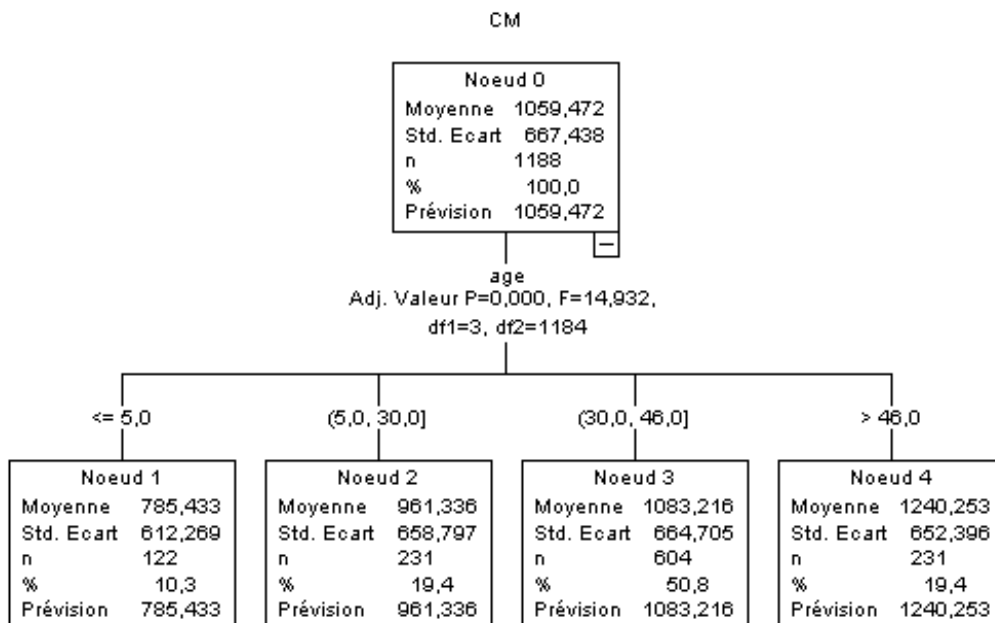 CM
Noeud 0
Moyenne 1059,472
Std. Ecart 667,438
n 1188
% 100,0
Prévision 1059,472
age
Adj. Valeur P=0,000, F=14,932,
df1=3, df2=1184
<= 5,0 (5,0, 30,0] (30,0, 46,0] > 46,0
Noeud 1
Moyenne 785,433
Std. Ecart 612,269
n 122
% 10,3
Prévision 785,433
Noeud 2
Moyenne 961,336
Std. Ecart 658,797
n 231
% 19,4
Prévision 961,336
Noeud 3
Moyenne 1083,216
Std. Ecart 664,705
n 604
% 50,8
Prévision 1083,216
Noeud 4
Moyenne 1240,253
Std. Ecart 652,396
n 231
% 19,4
Prévision 1240,253